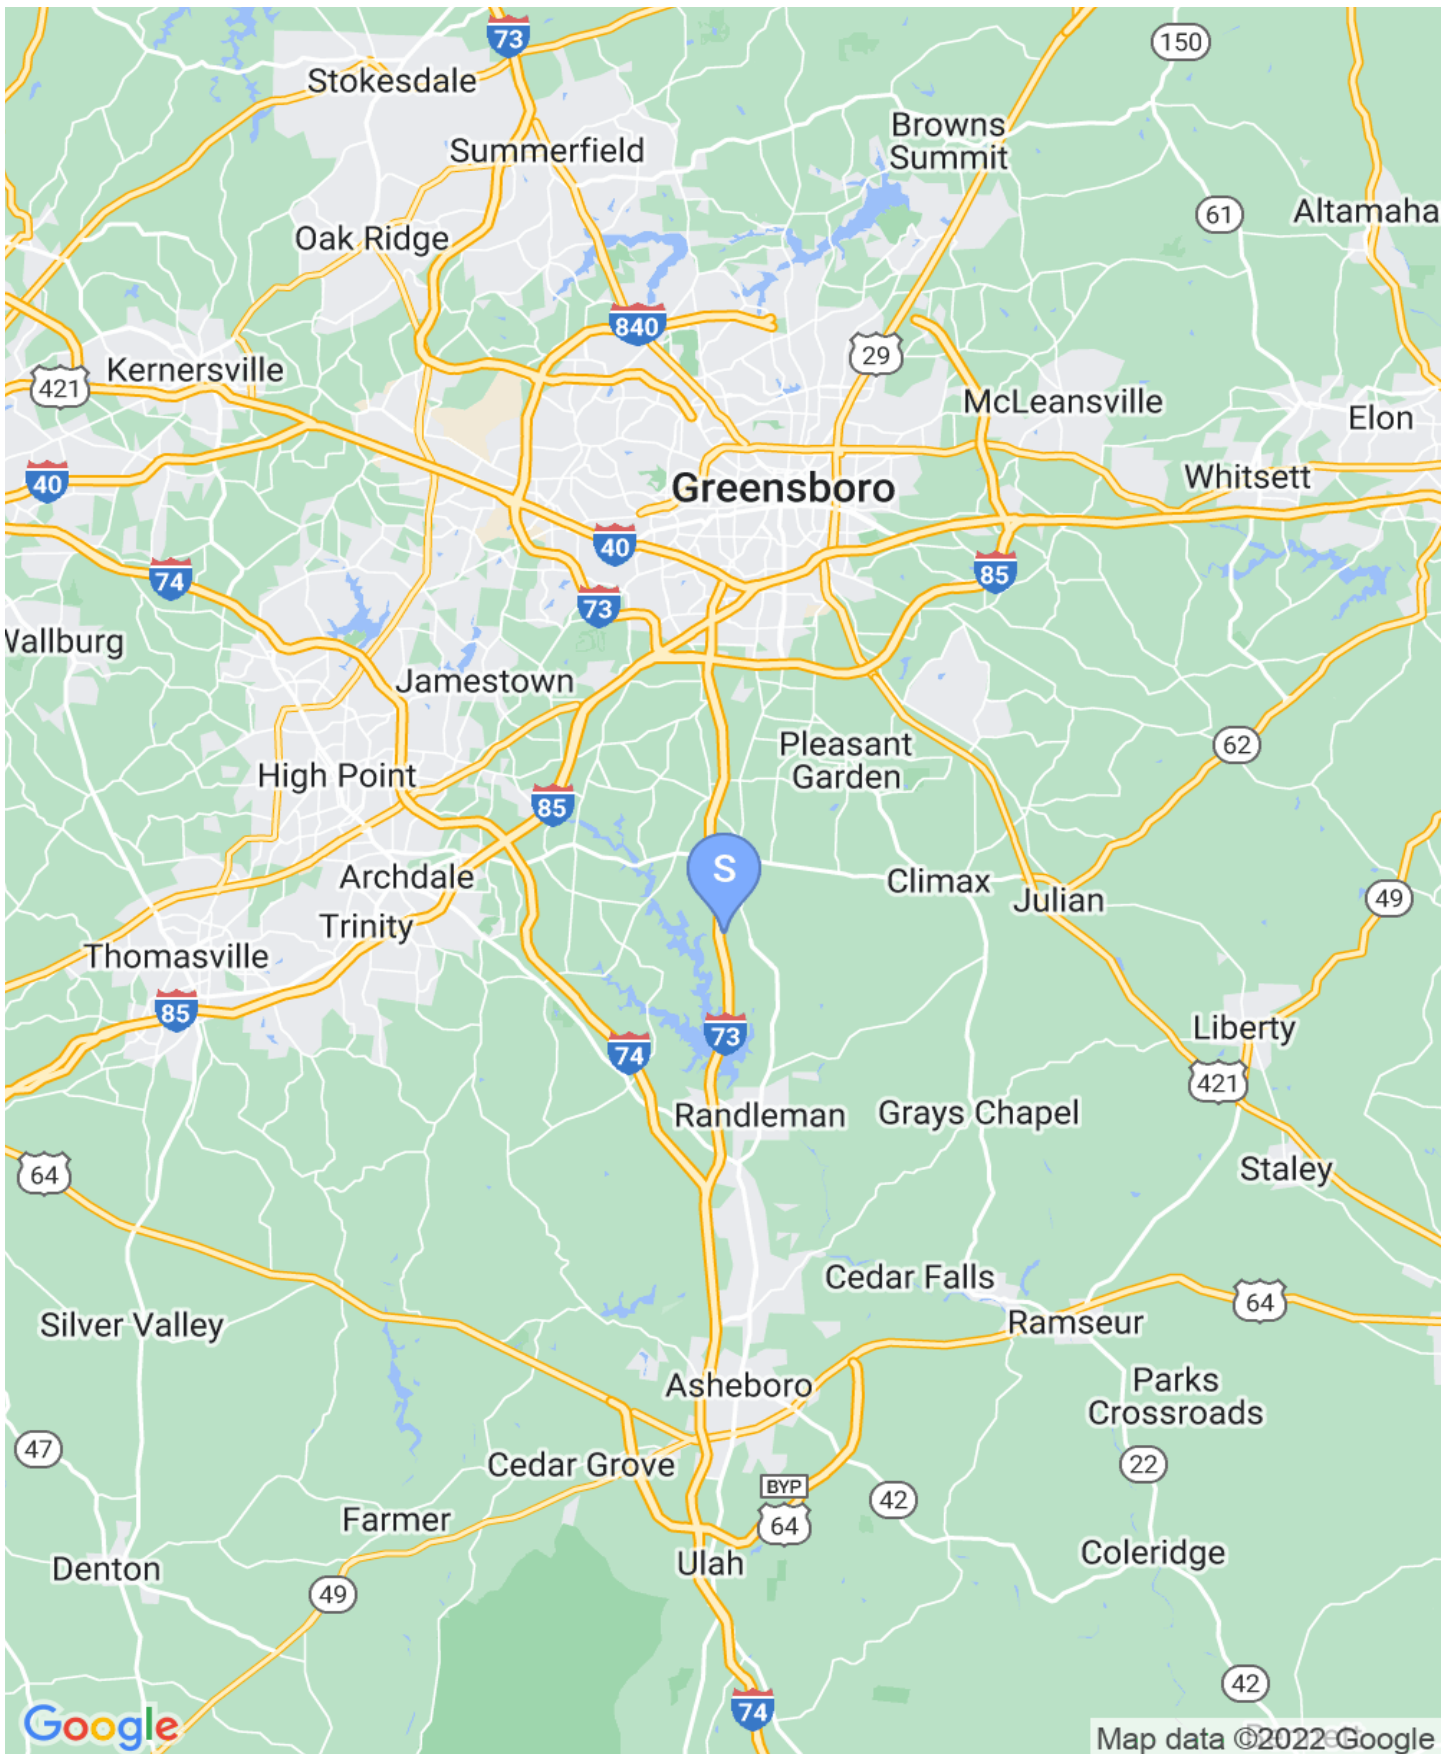 73
150
Stokesdale
Browns
Summit
Summerfield
61
Altamaha
Oak Ridge
840
29
Kernersville
421
McLeansville
Elon
40
Whitsett
Greensboro
40
74
85
73
Wallburg
Jamestown
Pleasant
Garden
62
High Point
85
S
Archdale
Climax
Julian
49
Trinity
Thomasville
85
73
Liberty
74
421
Randleman
Grays Chapel
64
Staley
Cedar Falls
64
Silver Valley
Ramseur
Asheboro
Parks
Crossroads
47
Cedar Grove
22
BYP
64
42
Farmer
Ulah
Coleridge
Denton
49
42
74
Google
Map data ©2022 Google